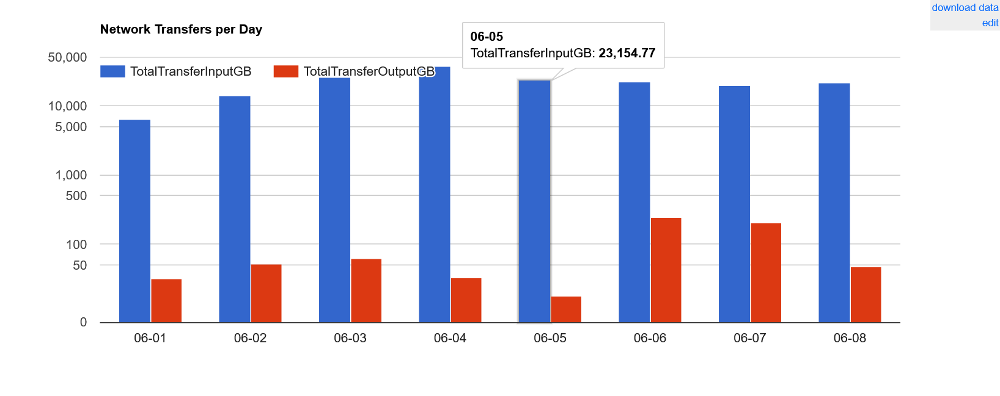 download data
edit
Network Transfers per Day
06-05
TotalTransferInputGB: 23,154.77
TotalTransferInputGB TotalTransferOutputGB
50,000
10,000
5,000
1,000
500
100
50
0
06-01 06-02 06-03 06-04 06-05 06-06 06-07 06-08